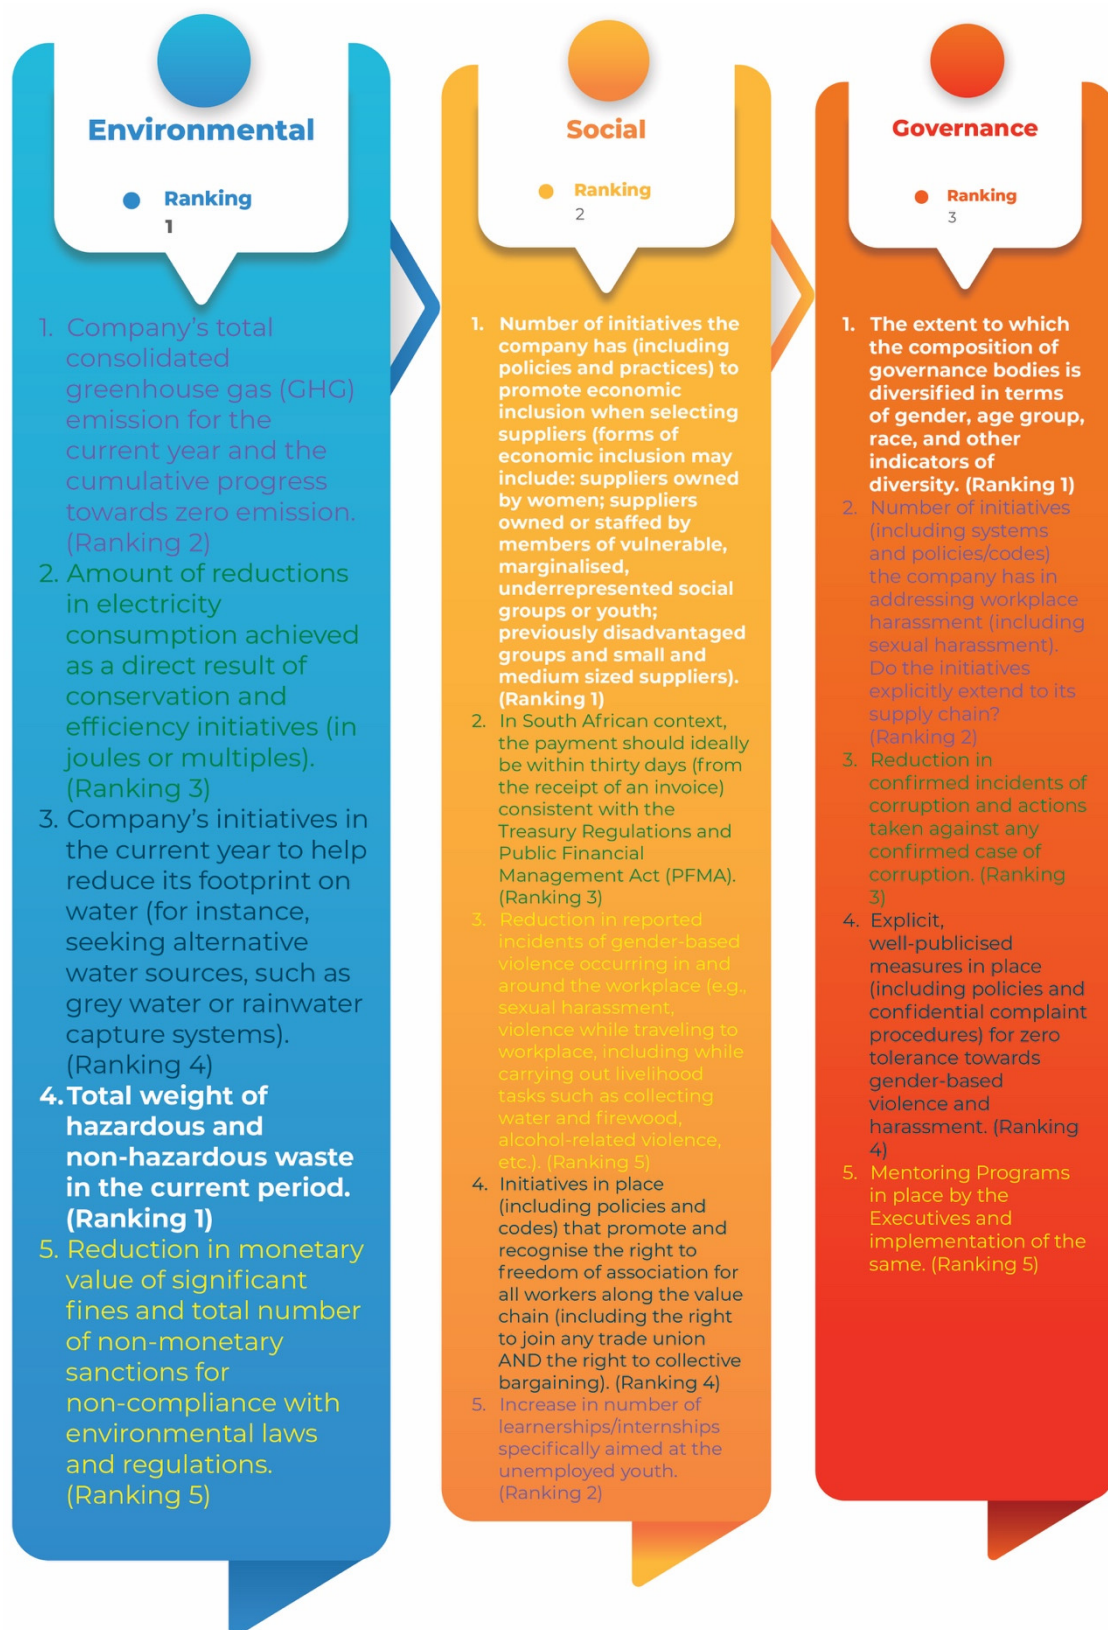 Environmental
Ranking
1
1. Company's total
consolidated
greenhouse gas (GHG)
emission for the
current year and the
cumulative progress
towards zero emission.
(Ranking 2)
2. Amount of reductions
in electricity
consumption achieved
as a direct result of
conservation and
efficiency initiatives (in
joules or multiples).
(Ranking 3)
3. Company's initiatives in
the current year to help
reduce its footprint on
water (for instance,
seeking alternative
water sources, such as
grey water or rainwater
capture systems).
(Ranking 4)
4. Total weight of
hazardous and
non-hazardous waste
in the current period.
(Ranking 1)
5. Reduction in monetary
value of significant
fines and total number
of non-monetary
sanctions for
non-compliance with
environmental laws
and regulations.
(Ranking 5)
Social
Ranking
2
1. Number of initiatives the
company has (including
policies and practices) to
promote economic
inclusion when selecting
suppliers (forms of
economic inclusion may
include: suppliers owned
by women; suppliers
owned or staffed by
members of vulnerable,
marginalised,
underrepresented social
groups or youth;
previously disadvantaged
groups and small and
medium sized suppliers).
(Ranking 1)
2. In South African context,
the payment should ideally
be within thirty days (from
the receipt of an invoice)
consistent with the
Treasury Regulations and
Public Financial
Management Act (PFMA).
(Ranking 3)
3. Reduction in reported
incidents of gender-based
violence occurring in and
around the workplace (e.g.,
sexual harassment,
violence while traveling to
workplace, including while
carrying out livelihood
tasks such as collecting
water and firewood,
alcohol-related violence,
etc.). (Ranking 5)
4. Initiatives in place
(including policies and
codes) that promote and
recognise the right to
freedom of association for
all workers along the value
chain (including the right
to join any trade union
AND the right to collective
bargaining). (Ranking 4)
5. Increase in number of
learnerships/internships
specifically aimed at the
unemployed youth.
(Ranking 2)
Governance
Ranking
3
1. The extent to which
the composition of
governance bodies is
diversified in terms
of gender, age group,
race, and other
indicators of
diversity. (Ranking 1)
2. Number of initiatives
(including systems
and policies/codes)
the company has in
addressing workplace
harassment (including
sexual harassment).
Do the initiatives
explicitly extend to its
supply chain?
(Ranking 2)
3. Reduction in
confirmed incidents of
corruption and actions
taken against any
confirmed case of
corruption. (Ranking
3)
4. Explicit,
well-publicised
measures in place
(including policies and
confidential complaint
procedures) for zero
tolerance towards
gender-based
violence and
harassment. (Ranking
4)
5. Mentoring Programs
in place by the
Executives and
implementation of the
same. (Ranking 5)